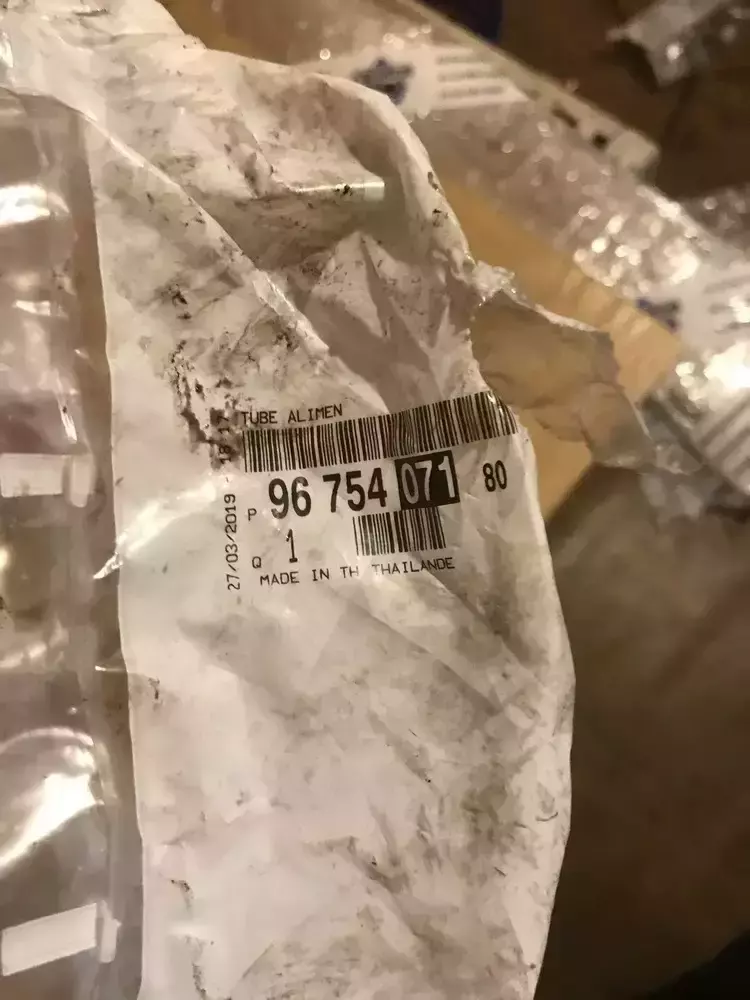 TUBE ALIMEN
P 96 754 071 80
Q 1
MADE IN TH THAILANDE
27/03/2019